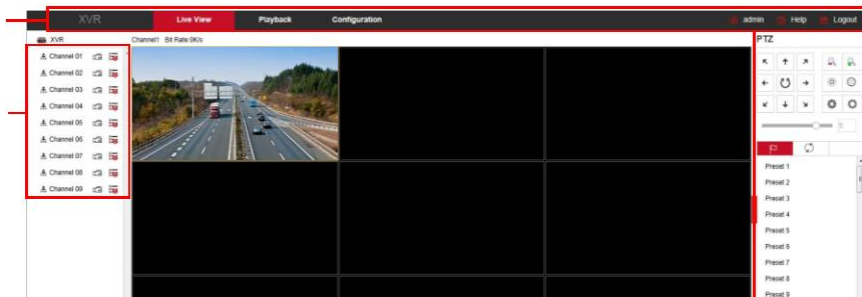 XVR Live View Playback Configuration admin Help Logout
XVR
Channel1 Bit Rate:9K/s
PTZ
Channel 01
Channel 02
Channel 03
Channel 04
Channel 05
Channel 06
Channel 07
Channel 08
Channel 09
5
Preset 1
Preset 2
Preset 3
Preset 4
Preset 5
Preset 6
Preset 7
Preset 8
Preset 9